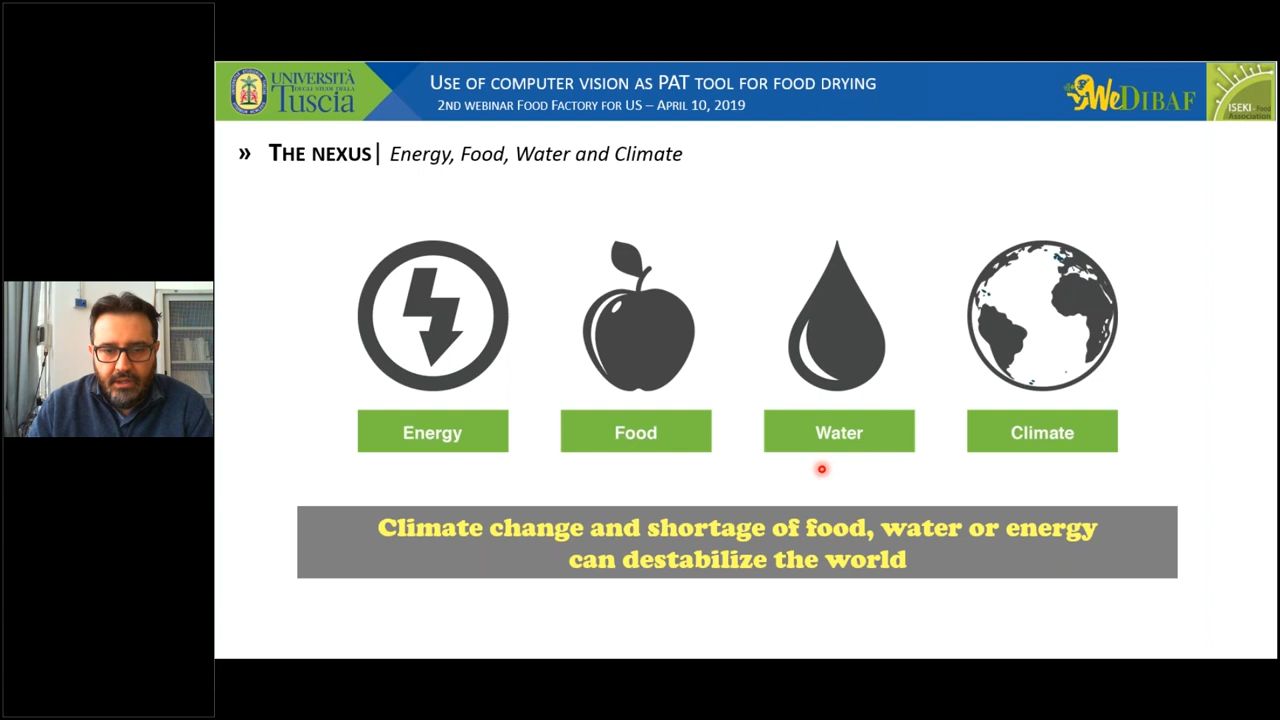 UNIVERSITÀ
DEGLI STUDI DELLA
Tuscia
USE OF COMPUTER VISION AS PAT TOOL FOR FOOD DRYING
2ND WEBINAR FOOD FACTORY FOR US – APRIL 10, 2019
WeDIBAF
ISEKI - Food
Association
» THE NEXUS| Energy, Food, Water and Climate
Energy
Food
Water
Climate
Climate change and shortage of food, water or energy
can destabilize the world